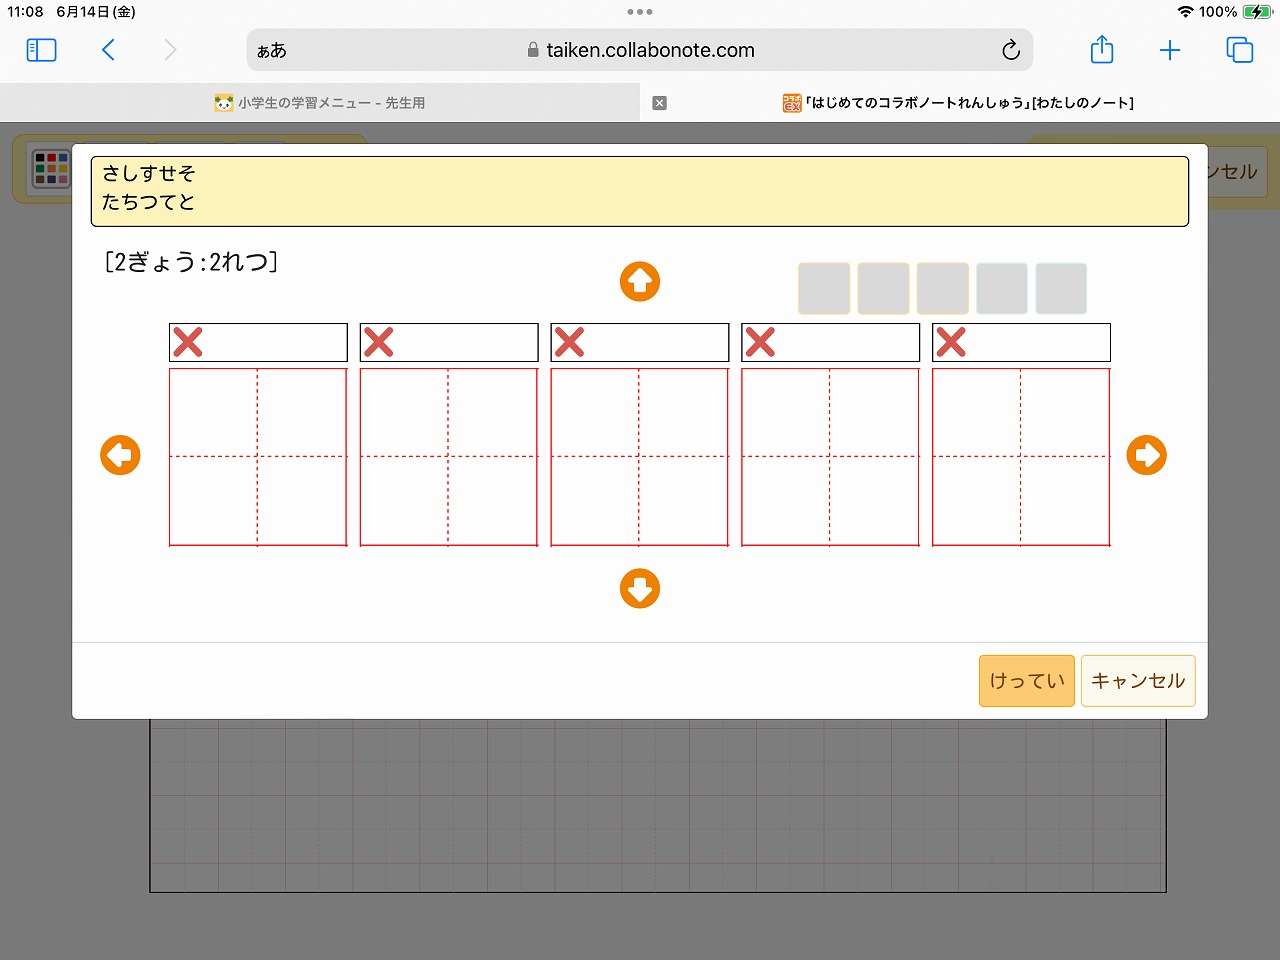 11:08 6月14日(金)
100%
ぁあ
taiken.collabonote.com
小学生の学習メニュー - 先生用
コラボ EX 「はじめてのコラボノートれんしゅう」[わたしのノート]
さしすせそ
たちつてと
ンセル
[2ぎょう:2れつ]
けってい
キャンセル